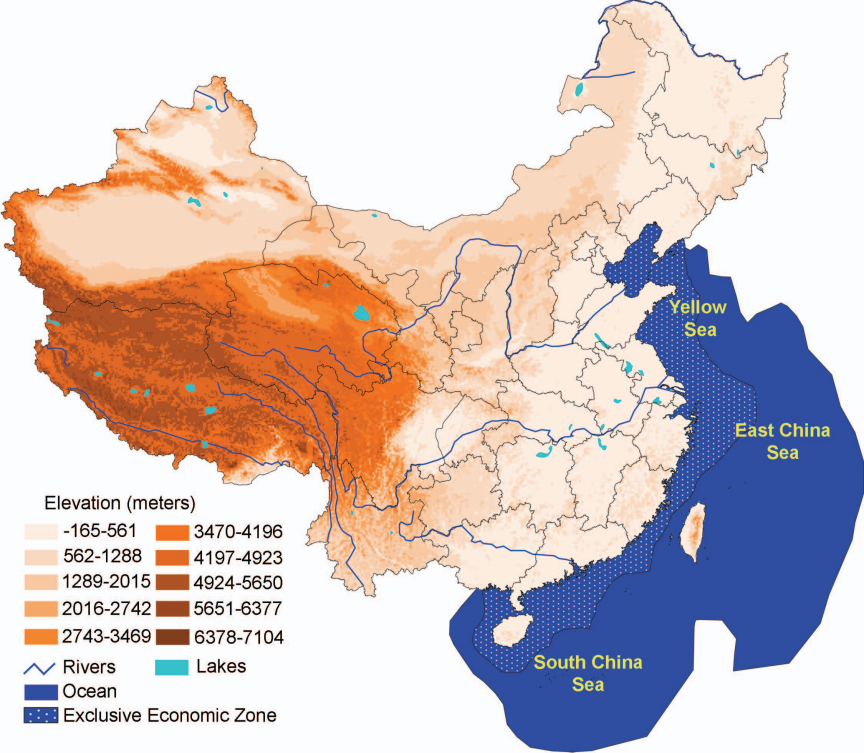 Yellow
Sea
East China
Sea
Elevation (meters)
-165-561
3470-4196
562-1288
4197-4923
1289-2015
4924-5650
2016-2742
5651-6377
2743-3469
6378-7104
Rivers
Lakes
Ocean
Exclusive Economic Zone
South China
Sea